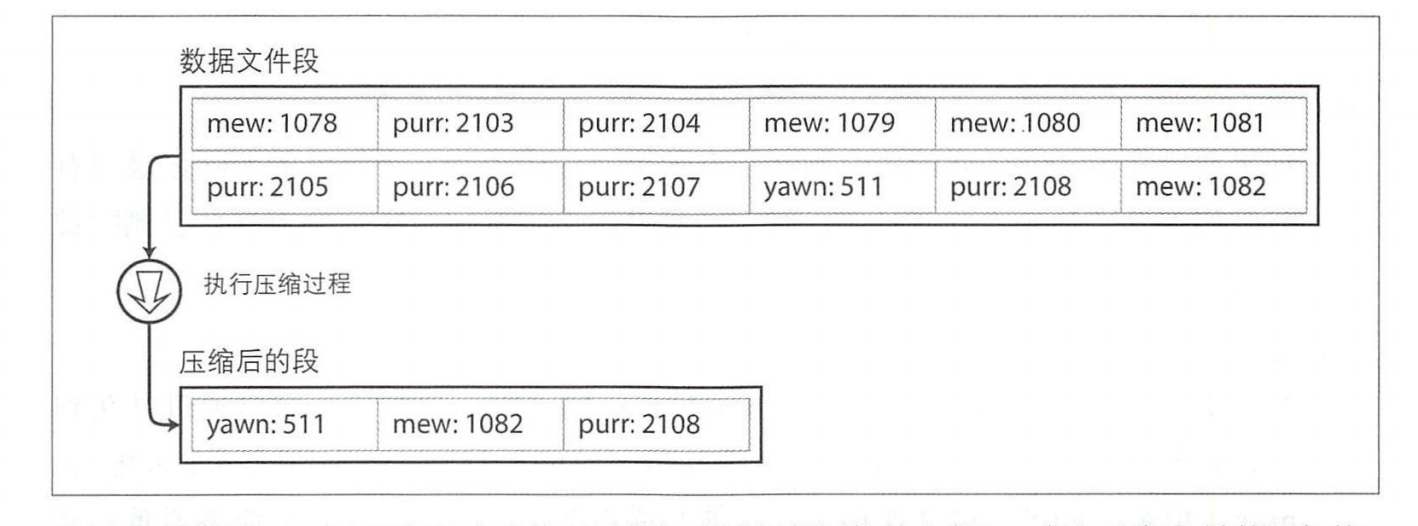 数据文件段
mew: 1078 purr: 2103 purr: 2104 mew: 1079 mew: 1080 mew: 1081
purr: 2105 purr: 2106 purr: 2107 yawn: 511 purr: 2108 mew: 1082
执行压缩过程
压缩后的段
yawn: 511 mew: 1082 purr: 2108